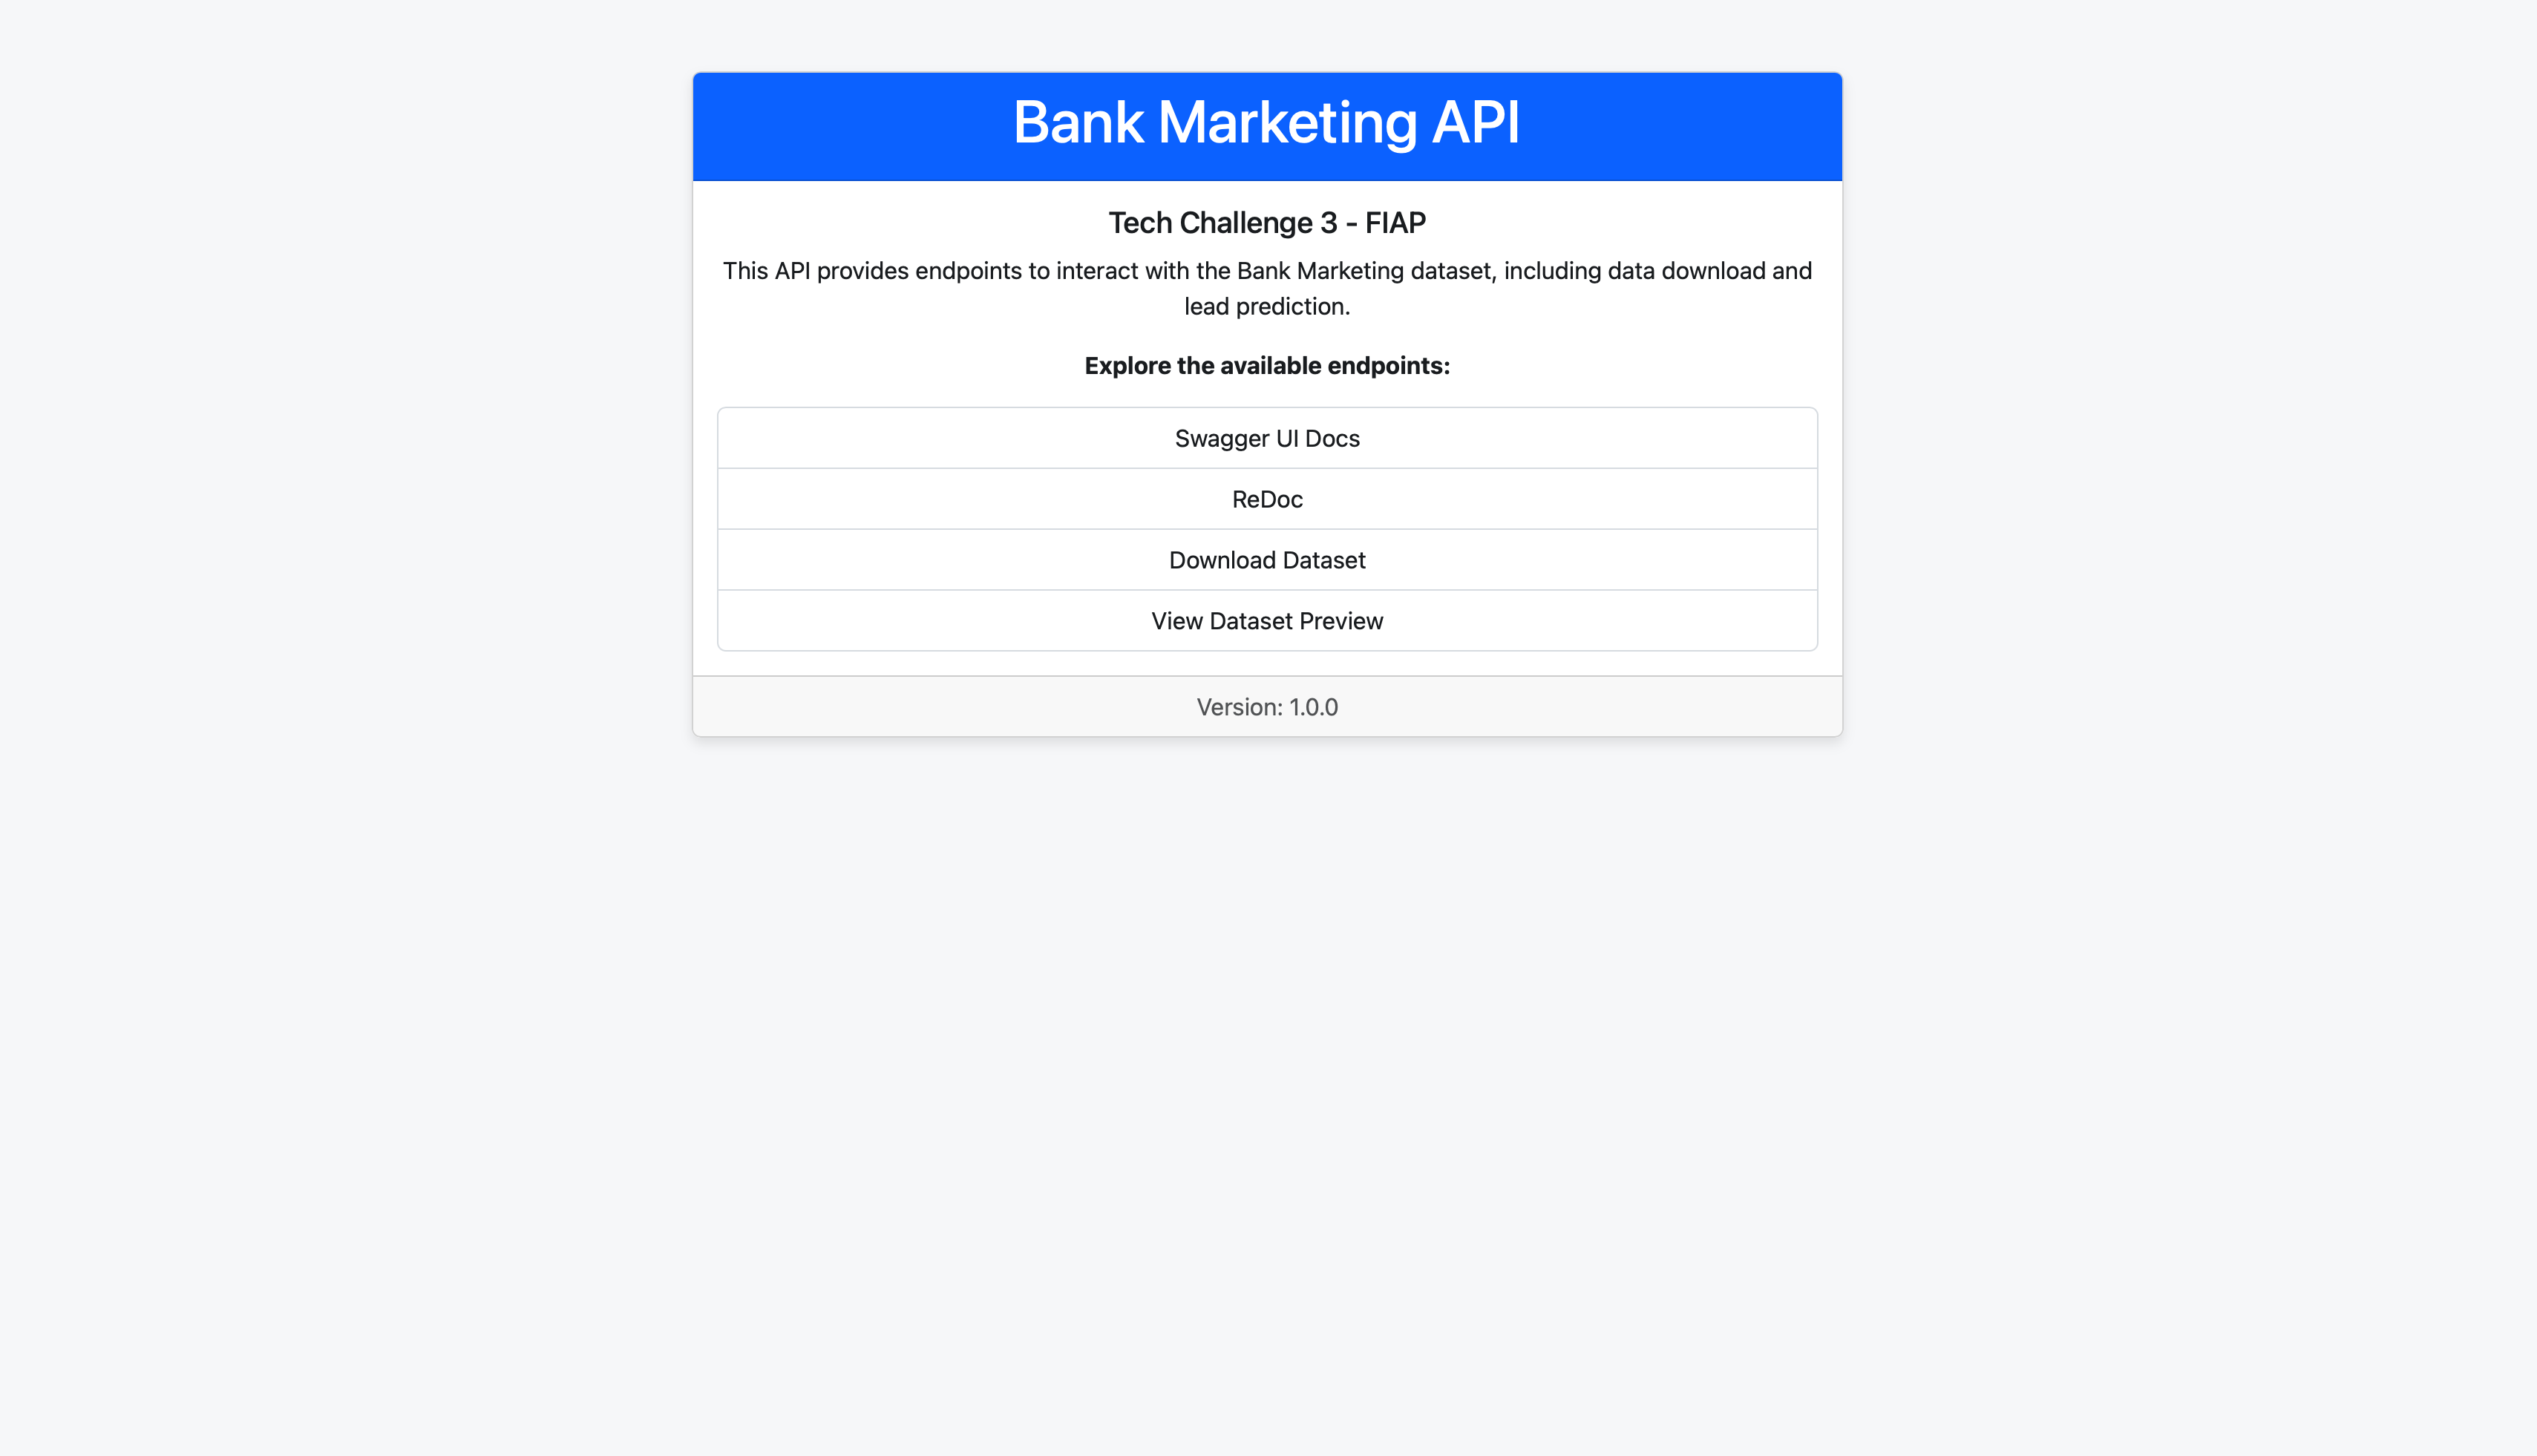 Bank Marketing API
Tech Challenge 3 - FIAP
This API provides endpoints to interact with the Bank Marketing dataset, including data download and
lead prediction.
Explore the available endpoints:
Swagger UI Docs
ReDoc
Download Dataset
View Dataset Preview
Version: 1.0.0